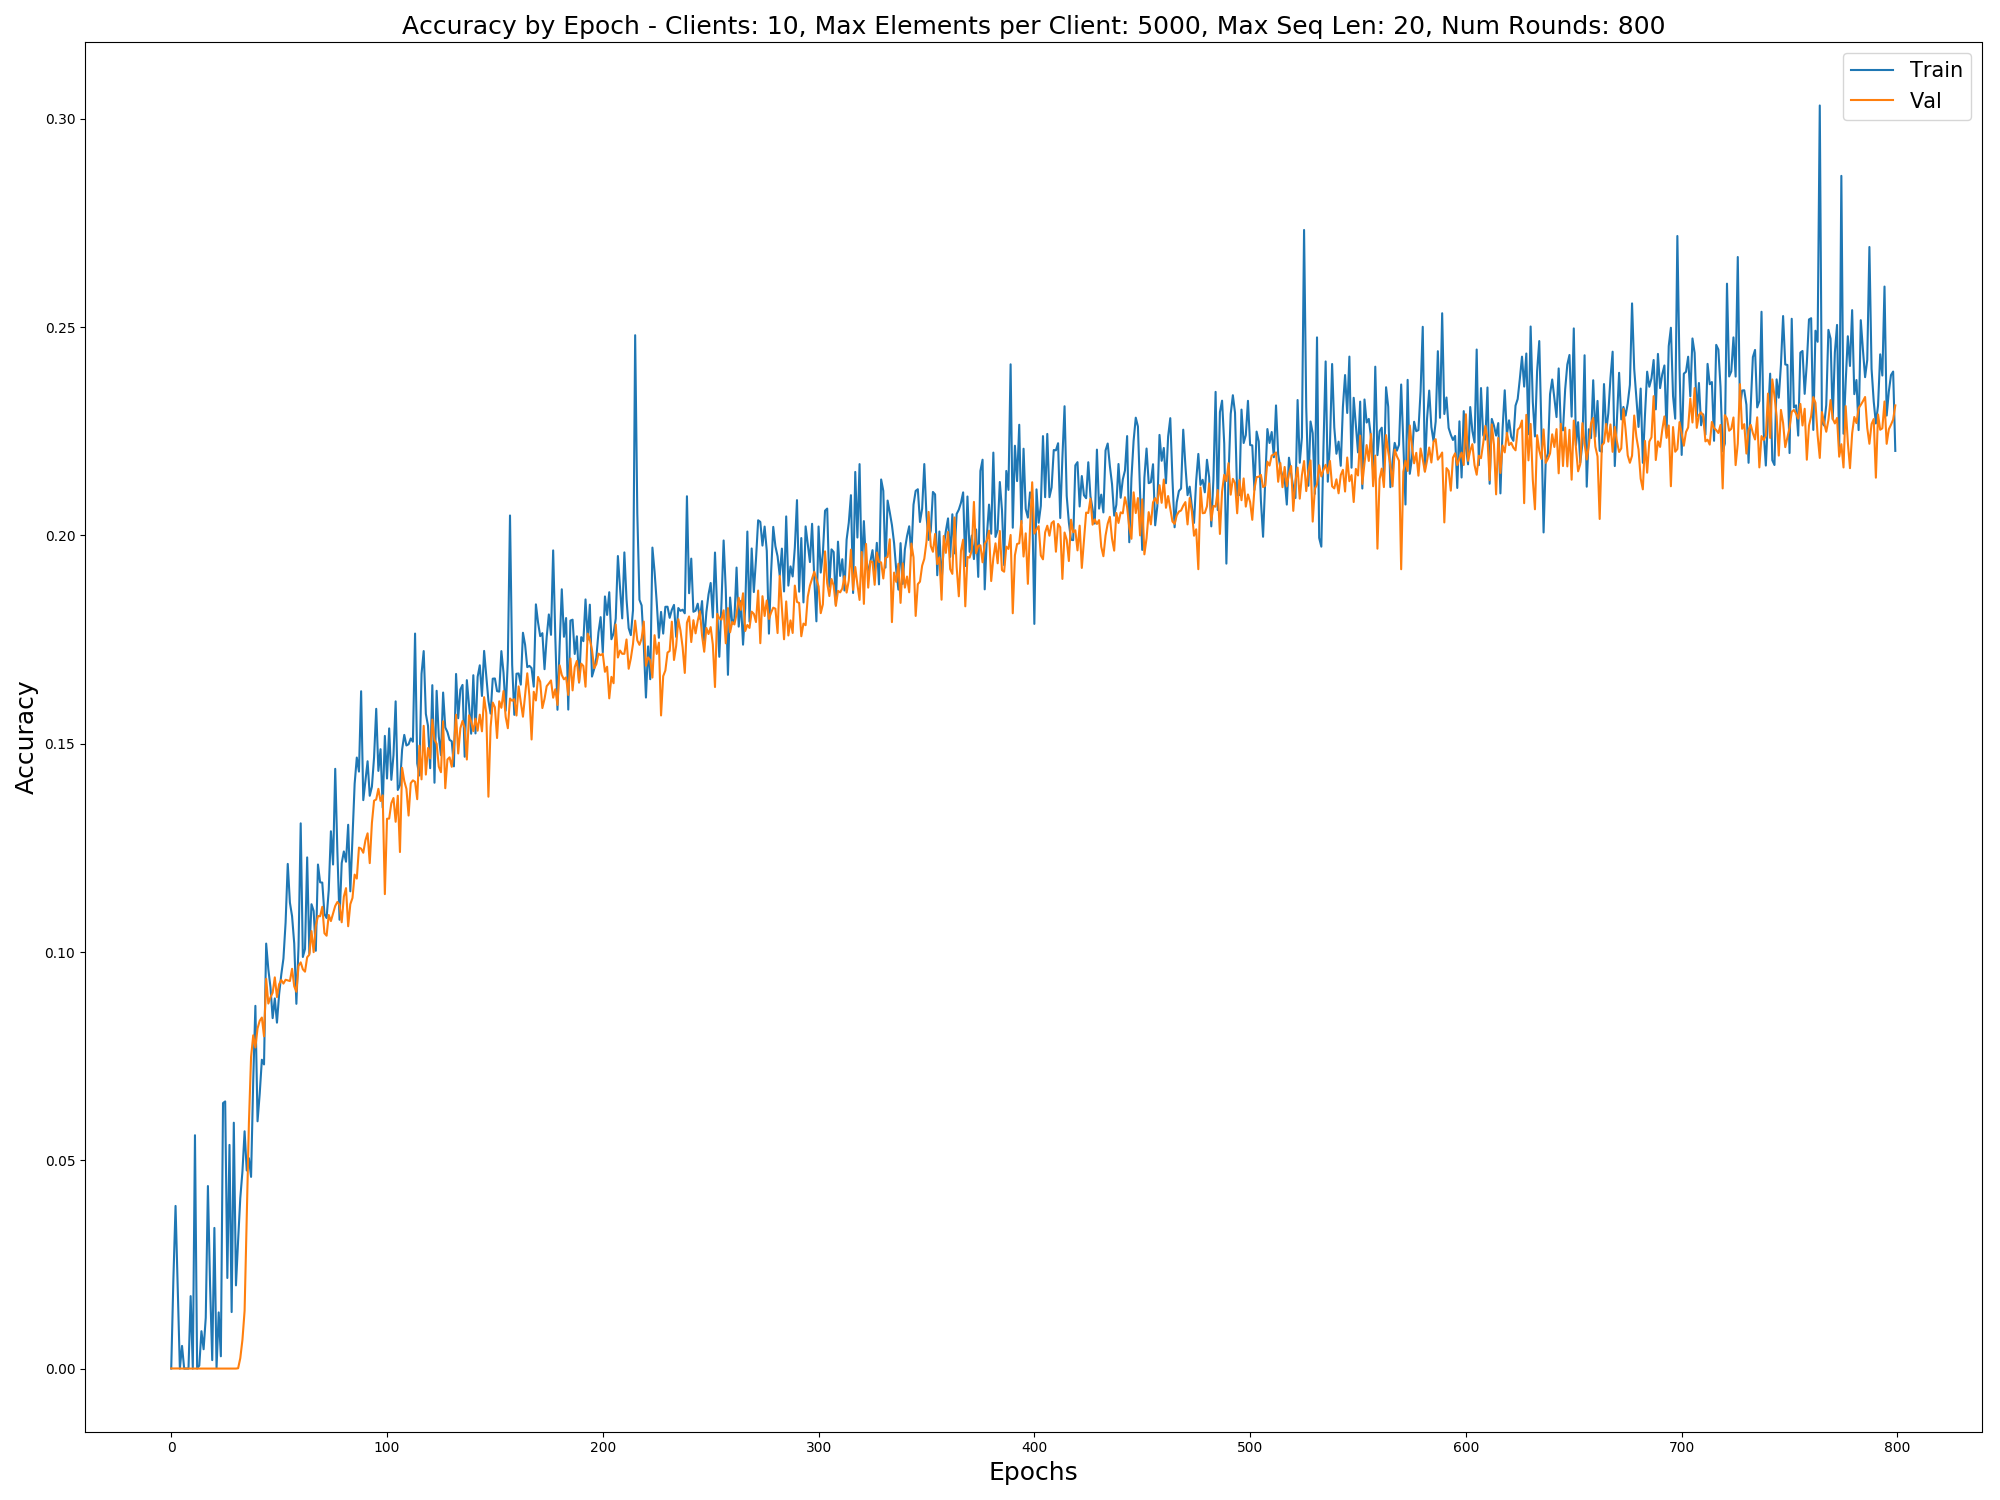 Accuracy by Epoch - Clients: 10, Max Elements per Client: 5000, Max Seq Len: 20, Num Rounds: 800
Train
Val
0.30
0.25
0.20
0.15
0.10
0.05
0.00
Accuracy
0 100 200 300 400 500 600 700 800
Epochs